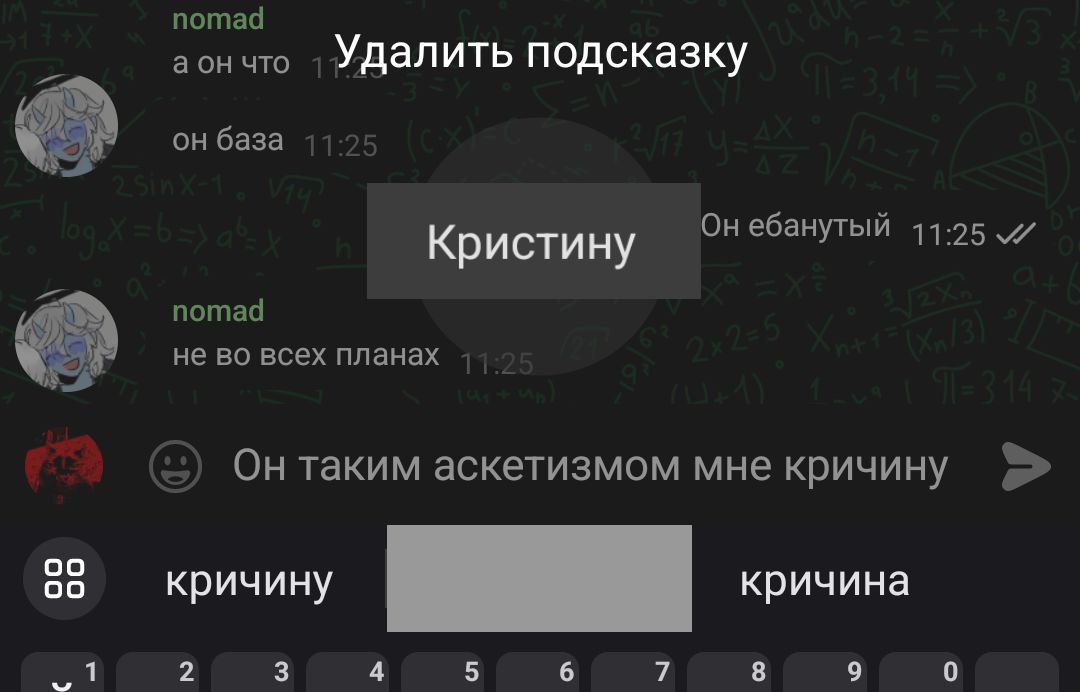 nomad
а он что 11:25
Удалить подсказку
он база 11:25
Кристину
Он ебанутый 11:25
nomad
не во всех планах 11:25
Он таким аскетизмом мне кричину
кричину
кричина
1 2 3 4 5 6 7 8 9 0